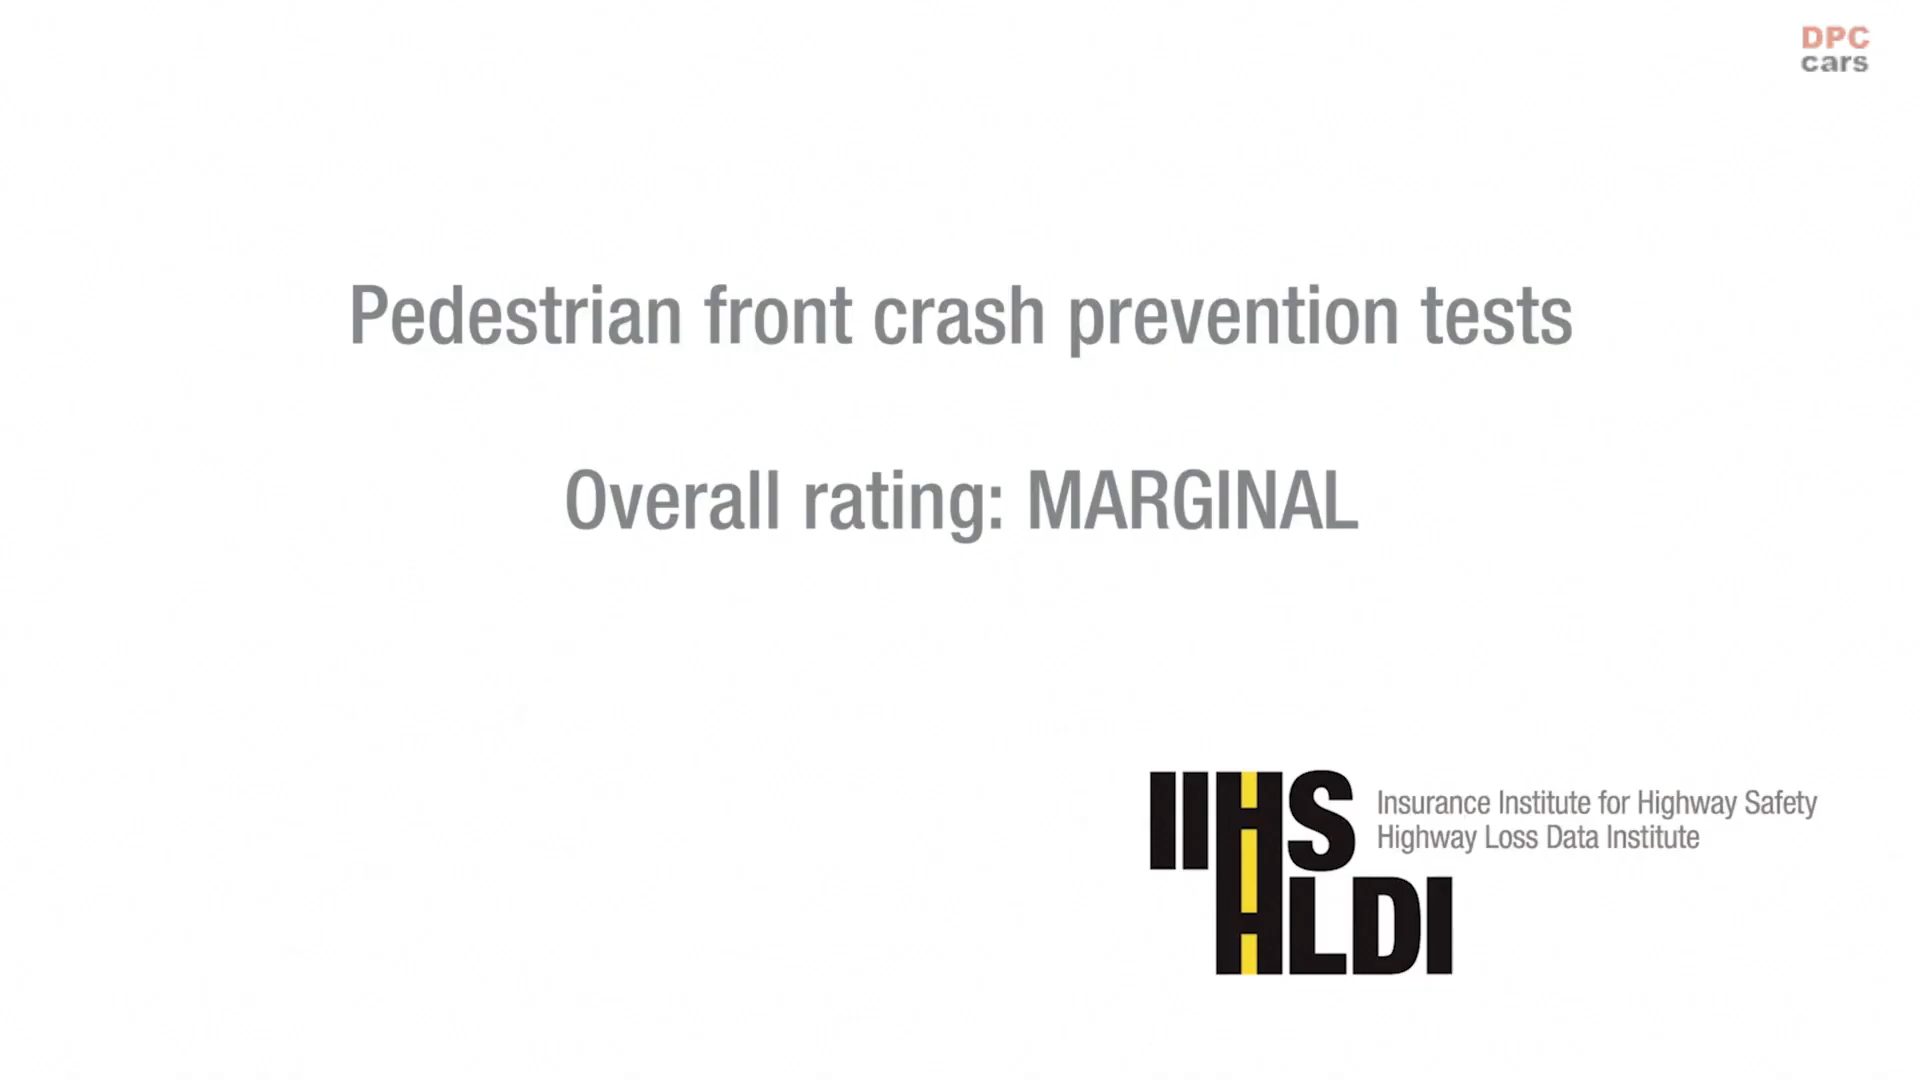 DPC
cars
Pedestrian front crash prevention tests
Overall rating: MARGINAL
IIHS
HLDI
Insurance Institute for Highway Safety
Highway Loss Data Institute